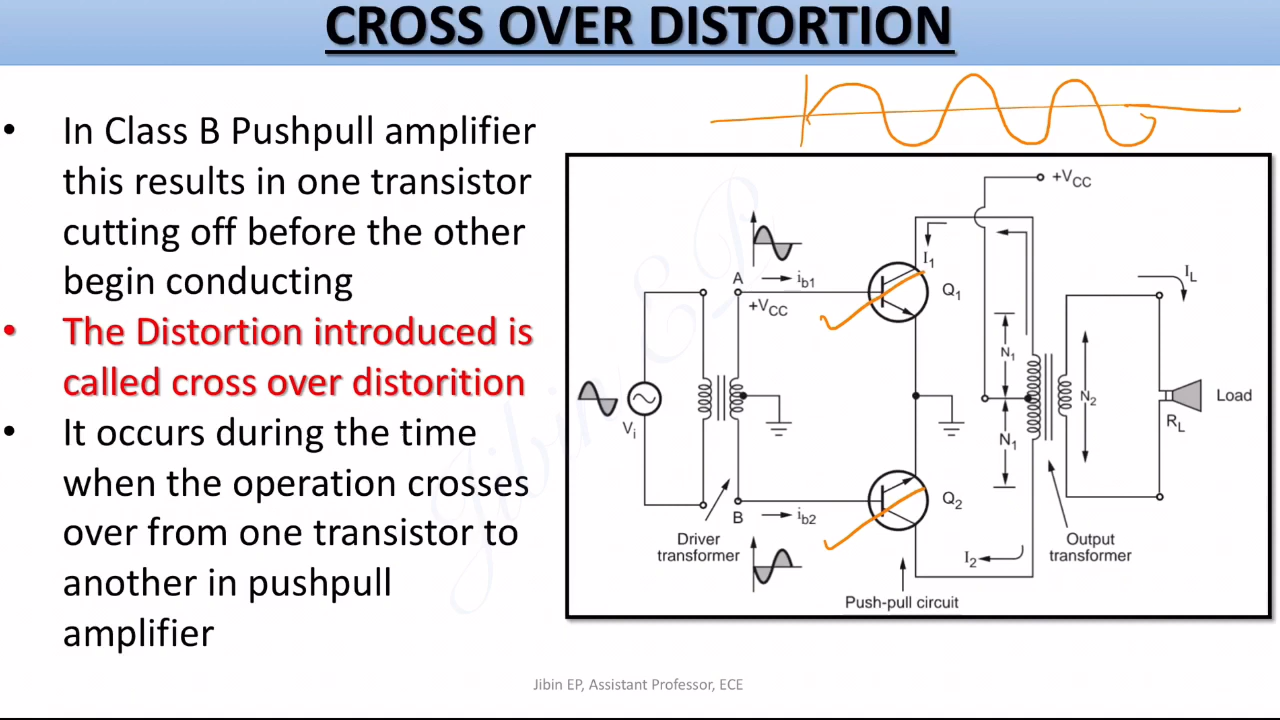 CROSS OVER DISTORTION
• In Class B Pushpull amplifier
this results in one transistor
cutting off before the other
begin conducting
• The Distortion introduced is
called cross over distorition
• It occurs during the time
when the operation crosses
over from one transistor to
another in pushpull
amplifier
+VCC
I1
A
ib1
Q1
+VCC
IL
N1
N2
Load
Vi
RL
N1
Q2
B
ib2
Driver
transformer
Output
transformer
I2
Push-pull circuit
Jibin EP
Jibin EP, Assistant Professor, ECE